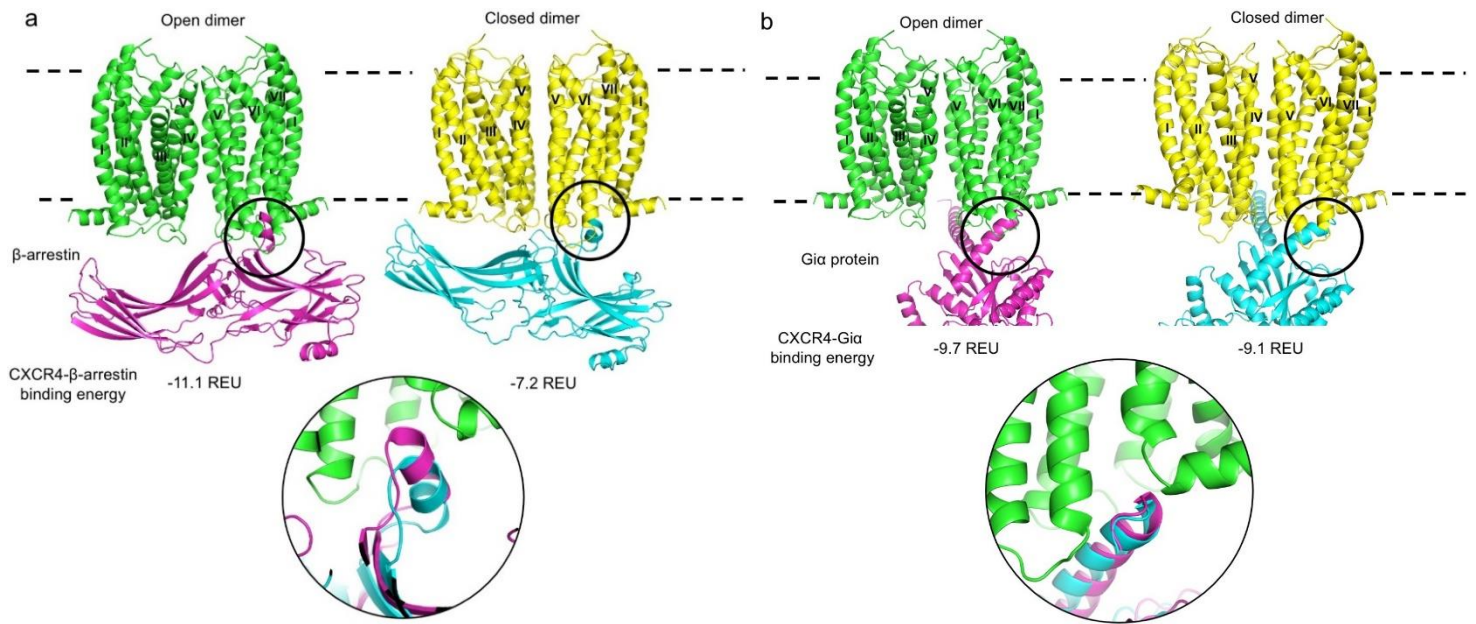 a
Open dimer
Closed dimer
V
V
VI
VII
I
I
II
III
IV
V
V
VI
VII
I
I
II
III
IV
β-arrestin
CXCR4-β-arrestin
binding energy
-11.1 REU
-7.2 REU
b
Open dimer
Closed dimer
V
V
VI
VII
I
I
II
III
IV
V
V
VI
VII
I
I
II
III
IV
Giα protein
CXCR4-Giα
binding energy
-9.7 REU
-9.1 REU